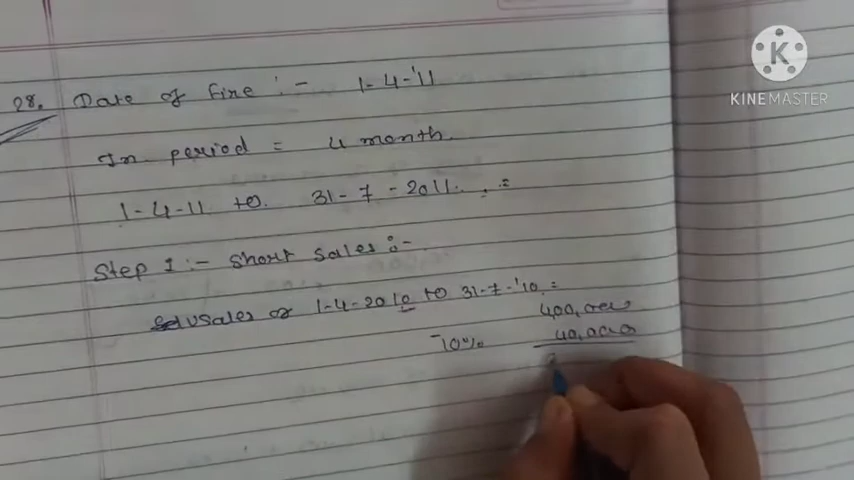 28. Date of Fire :- 1-4-'11
In. period = 4 month.
1-4-11 to. 31-7-2011. :=
Step I :- Short Sales :-
Sales of 1-4-2010 to 31-7-'10 =
400,000
-10% 40,000
KINEMASTER